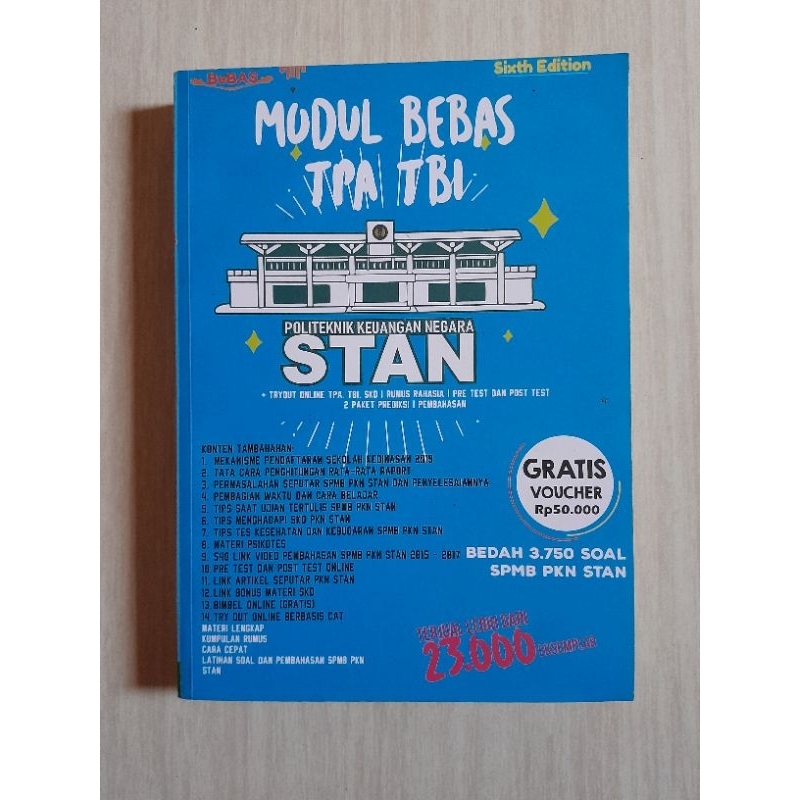 BEBAS
Sixth Edition
MODUL BEBAS
TPA TBI
POLITEKNIK KEUANGAN NEGARA
STAN
+ TRYOUT ONLINE TPA, TBI, SKD | RUMUS RAHASIA | PRE TEST DAN POST TEST
2 PAKET PREDIKSI | PEMBAHASAN
KONTEN TAMBAHAN:
1. MEKANISME PENDAFTARAN SEKOLAH KEDINASAN 2019
2. TATA CARA PENGHITUNGAN RATA-RATA RAPORT
3. PERMASALAHAN SEPUTAR SPMB PKN STAN DAN PENYELESAIANNYA
4. PEMBAGIAN WAKTU DAN CARA BELAJAR
5. TIPS SAAT UJIAN TERTULIS SPMB PKN STAN
6. TIPS MENGHADAPI SKD PKN STAN
7. TIPS TES KESEHATAN DAN KEBUGARAN SPMB PKN STAN
8. MATERI PSIKOTES
9. 540 LINK VIDEO PEMBAHASAN SPMB PKN STAN 2015 - 2017
10. PRE TEST DAN POST TEST ONLINE
11. LINK ARTIKEL SEPUTAR PKN STAN
12. LINK BONUS MATERI SKD
13. BIMBEL ONLINE (GRATIS)
14. TRY OUT ONLINE BERBASIS CAT
MATERI LENGKAP
KUMPULAN RUMUS
CARA CEPAT
LATIHAN SOAL DAN PEMBAHASAN SPMB PKN
STAN
GRATIS
VOUCHER
Rp50.000
BEDAH 3.750 SOAL
SPMB PKN STAN
TERJUAL LEBIH DARI
23.000 EKSEMPLAR